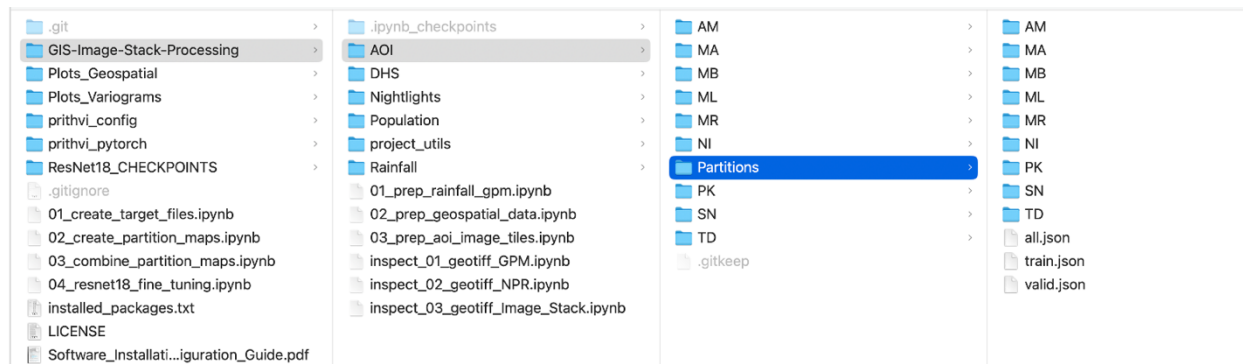 .git
GIS-Image-Stack-Processing
Plots_Geospatial
Plots_Variograms
prithvi_config
prithvi_pytorch
ResNet18_CHECKPOINTS
.gitignore
01_create_target_files.ipynb
02_create_partition_maps.ipynb
03_combine_partition_maps.ipynb
04_resnet18_fine_tuning.ipynb
installed_packages.txt
LICENSE
Software_Installati...iguration_Guide.pdf
.ipynb_checkpoints
AOI
DHS
Nightlights
Population
project_utils
Rainfall
01_prep_rainfall_gpm.ipynb
02_prep_geospatial_data.ipynb
03_prep_aoi_image_tiles.ipynb
inspect_01_geotiff_GPM.ipynb
inspect_02_geotiff_NPR.ipynb
inspect_03_geotiff_Image_Stack.ipynb
AM
MA
MB
ML
MR
NI
Partitions
PK
SN
TD
.gitkeep
AM
MA
MB
ML
MR
NI
PK
SN
TD
all.json
train.json
valid.json